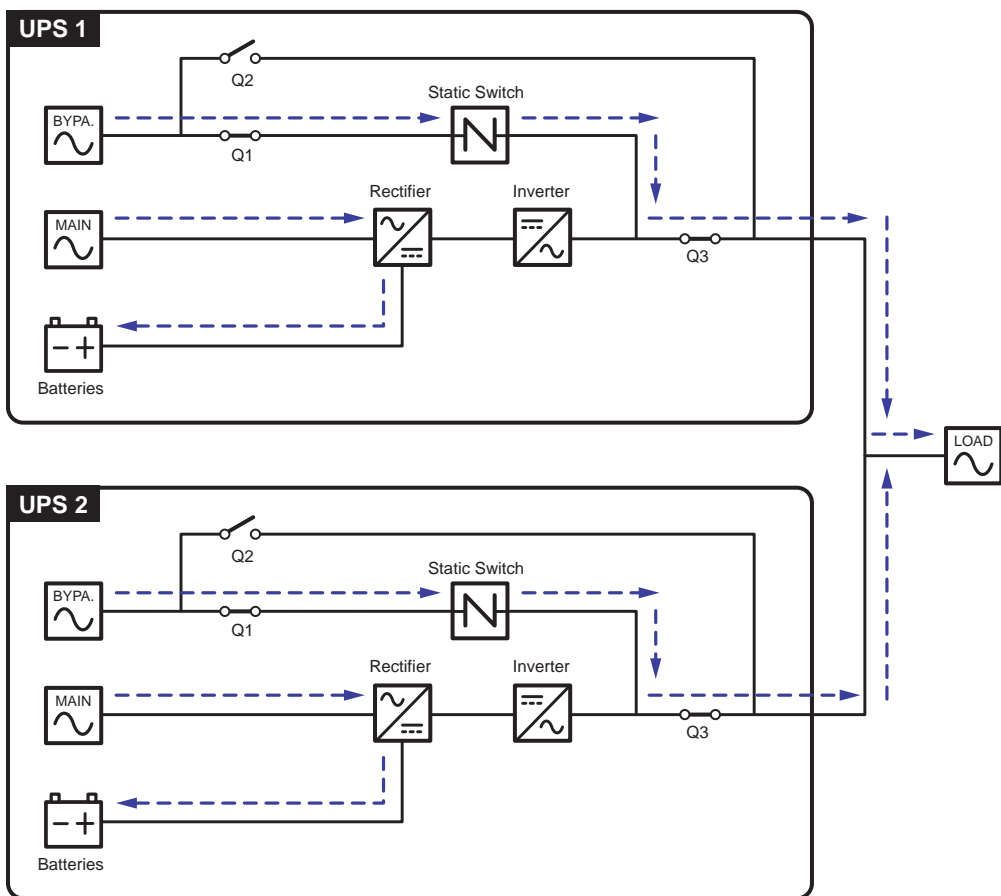 UPS 1
Q2
Static Switch
BYPA.
Q1
Rectifier
Inverter
MAIN
Q3
Batteries
LOAD
UPS 2
Q2
Static Switch
BYPA.
Q1
Rectifier
Inverter
MAIN
Q3
Batteries